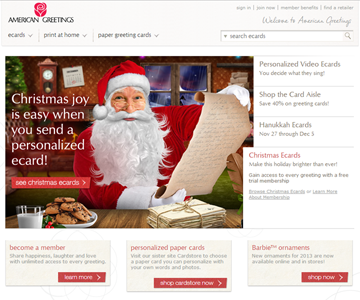 sign in | join now | member benefits | find a retailer
AMERICAN GREETINGS
Welcome to American Greetings!
ecards
print at home
paper greeting cards
search ecards
Christmas joy
is easy when
you send a
personalized
ecard!
see christmas ecards
Personalized Video Ecards
You decide what they sing!
Shop the Card Aisle
Save 40% on greeting cards!
Hanukkah Ecards
Nov 27 through Dec 5
Christmas Ecards
Make this holiday brighter than ever!
Gain access to every greeting with a free
trial membership
Browse Christmas Ecards or Learn More
About Membership
become a member
Share happiness, laughter and love
with unlimited access to every greeting.
learn more
personalized paper cards
Visit our sister site Cardstore to choose
a paper card you can personalize with
your own words and photos.
shop cardstore now
Barbie™ ornaments
New ornaments for 2013 are now
available online and in stores!
shop now